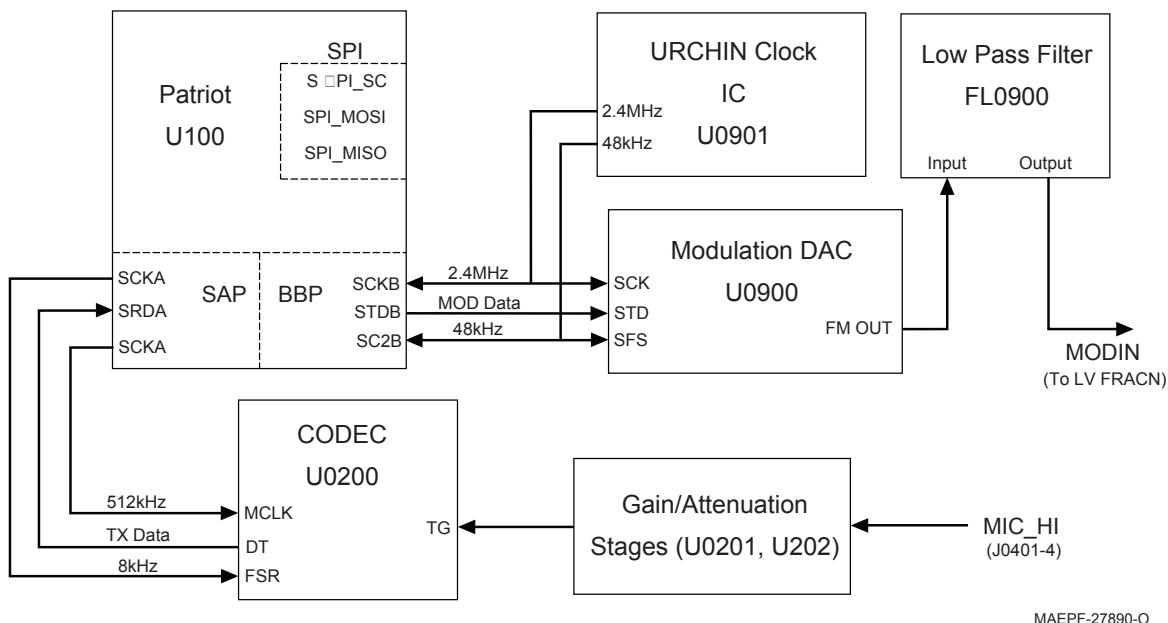 SPI
S □PI_SC
SPI_MOSI
SPI_MISO
Patriot
U100
SCKA
SRDA
SCKA
SAP
BBP
SCKB
STDB
SC2B
2.4MHz
MOD Data
48kHz
URCHIN Clock
IC
U0901
2.4MHz
48kHz
Low Pass Filter
FL0900
Input
Output
Modulation DAC
U0900
SCK
STD
SFS
FM OUT
MODIN
(To LV FRACN)
CODEC
U0200
512kHz
TX Data
8kHz
MCLK
DT
FSR
TG
Gain/Attenuation
Stages (U0201, U202)
MIC_HI
(J0401-4)
MAEPF-27890-O